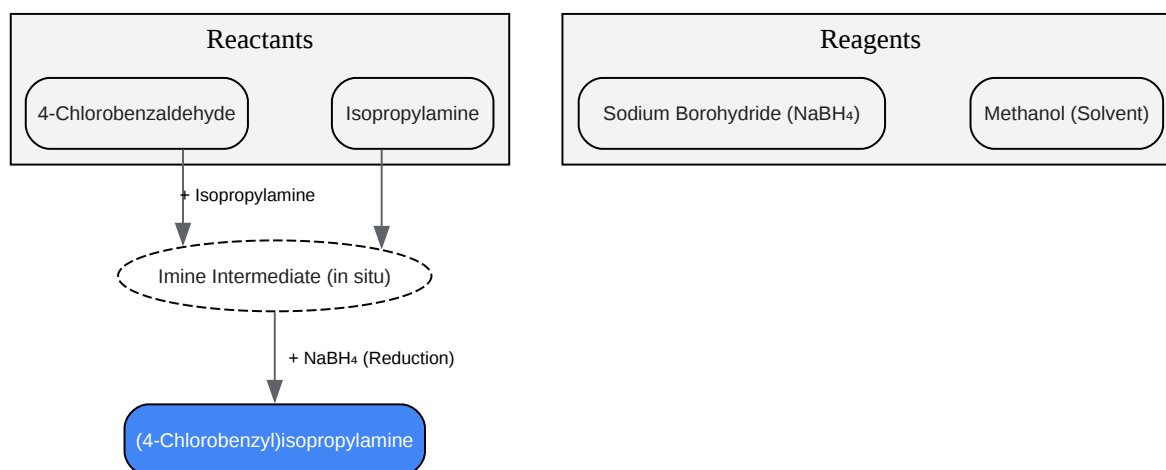 Reactants
Reagents
4-Chlorobenzaldehyde
Isopropylamine
Sodium Borohydride (NaBH₄)
Methanol (Solvent)
+ Isopropylamine
Imine Intermediate (in situ)
+ NaBH₄ (Reduction)
(4-Chlorobenzyl)isopropylamine